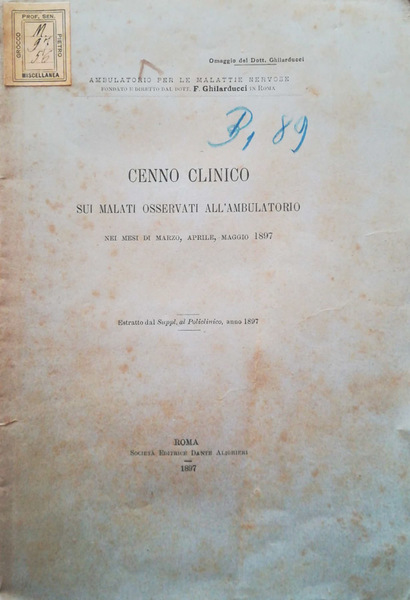 PROF. SEN.
GROCCO
PIETRO
M
MISCELLANEA
Omaggio del Dott. Ghilarducci
AMBULATORIO PER LE MALATTIE NERVOSE
FONDATO E DIRETTO DAL DOTT. F. Ghilarducci IN ROMA
89
CENNO CLINICO
SUI MALATI OSSERVATI ALL'AMBULATORIO
NEI MESI DI MARZO, APRILE, MAGGIO 1897
Estratto dal Suppl. al Policlinico, anno 1897
ROMA
SOCIETÀ EDITRICE DANTE ALIGHIERI
1897